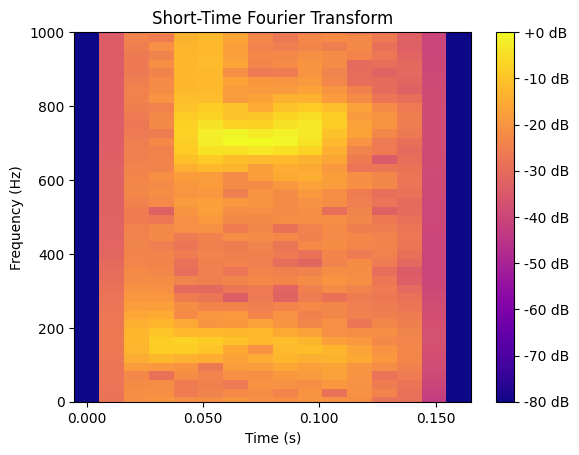 Short-Time Fourier Transform
1000
800
600
400
200
0
Frequency (Hz)
0.000
0.050
0.100
0.150
Time (s)
+0 dB
-10 dB
-20 dB
-30 dB
-40 dB
-50 dB
-60 dB
-70 dB
-80 dB